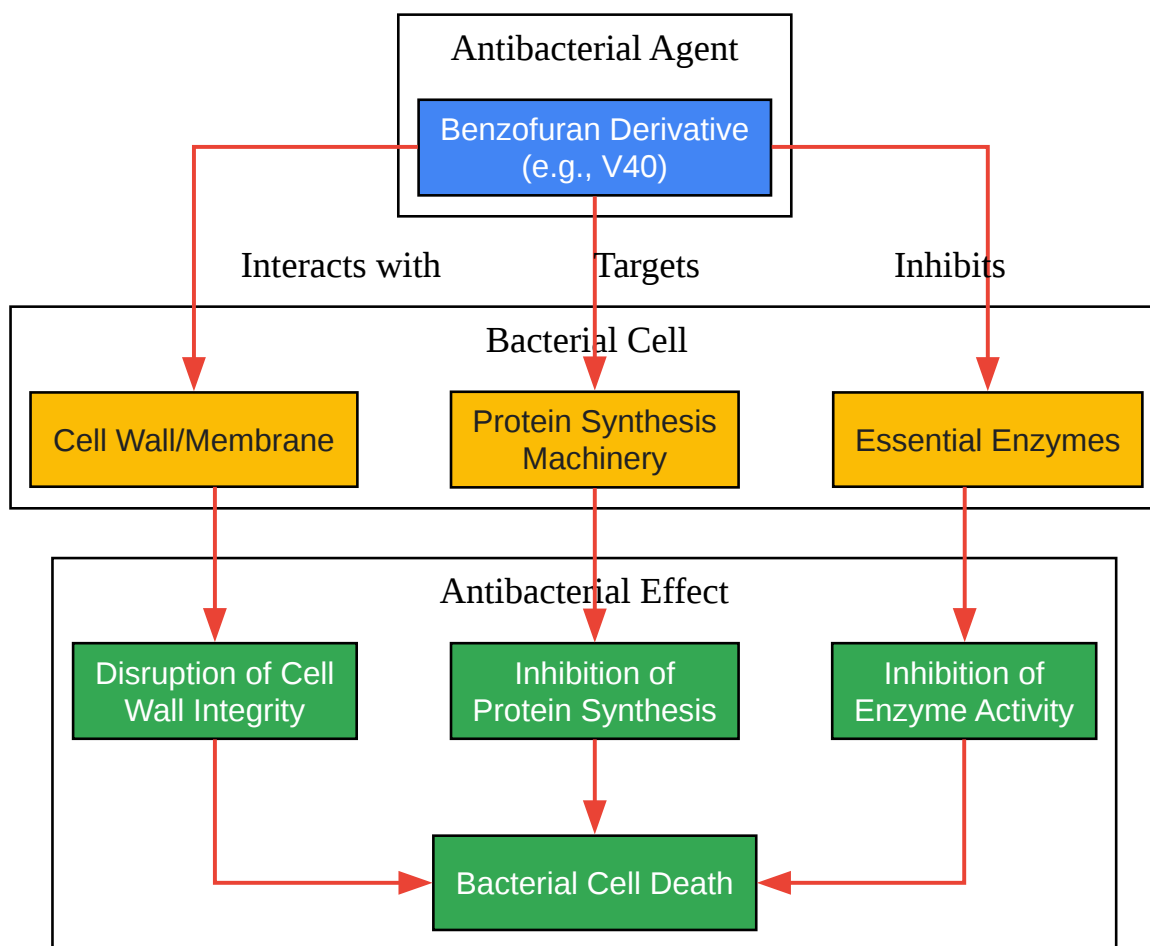 Antibacterial Agent
Benzofuran Derivative
(e.g., V40)
Interacts with
Targets
Inhibits
Bacterial Cell
Cell Wall/Membrane
Protein Synthesis
Machinery
Essential Enzymes
Antibacterial Effect
Disruption of Cell
Wall Integrity
Inhibition of
Protein Synthesis
Inhibition of
Enzyme Activity
Bacterial Cell Death